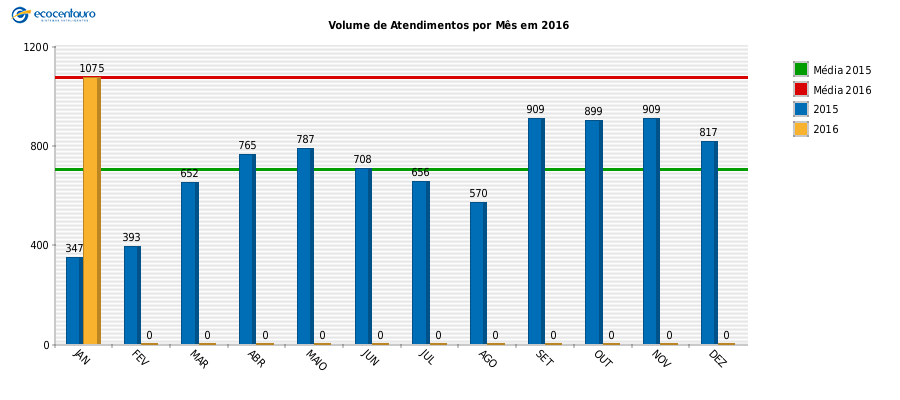 ecocentauro
Volume de Atendimentos por Mês em 2016
1200
800
400
0
347
1075
393
0
652
0
765
0
787
0
708
0
656
0
570
0
909
0
899
0
909
0
817
0
JAN
FEV
MAR
ABR
MAIO
JUN
JUL
AGO
SET
OUT
NOV
DEZ
Média 2015
Média 2016
2015
2016